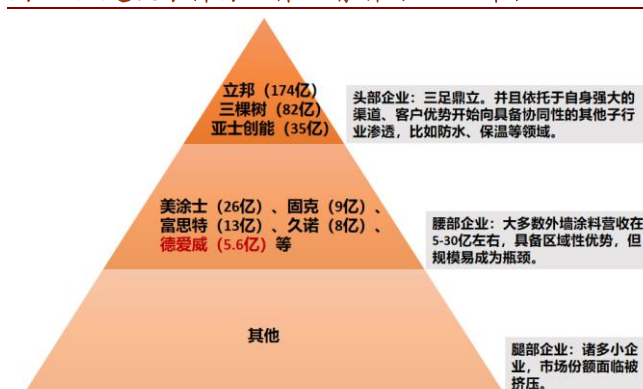 立邦（174亿）
三棵树（82亿）
亚士创能（35亿）
头部企业：三足鼎立。并且依托于自身强大的
渠道、客户优势开始向具备协同性的其他子行
业渗透，比如防水、保温等领域。
美涂士（26亿）、固克（9亿）、
富思特（13亿）、久诺（8亿）、
德爱威（5.6亿）等
腰部企业：大多数外墙涂料营收在
5-30亿左右，具备区域性优势，但
规模易成为瓶颈。
其他
腿部企业：诸多小企
业，市场份额面临被
挤压。